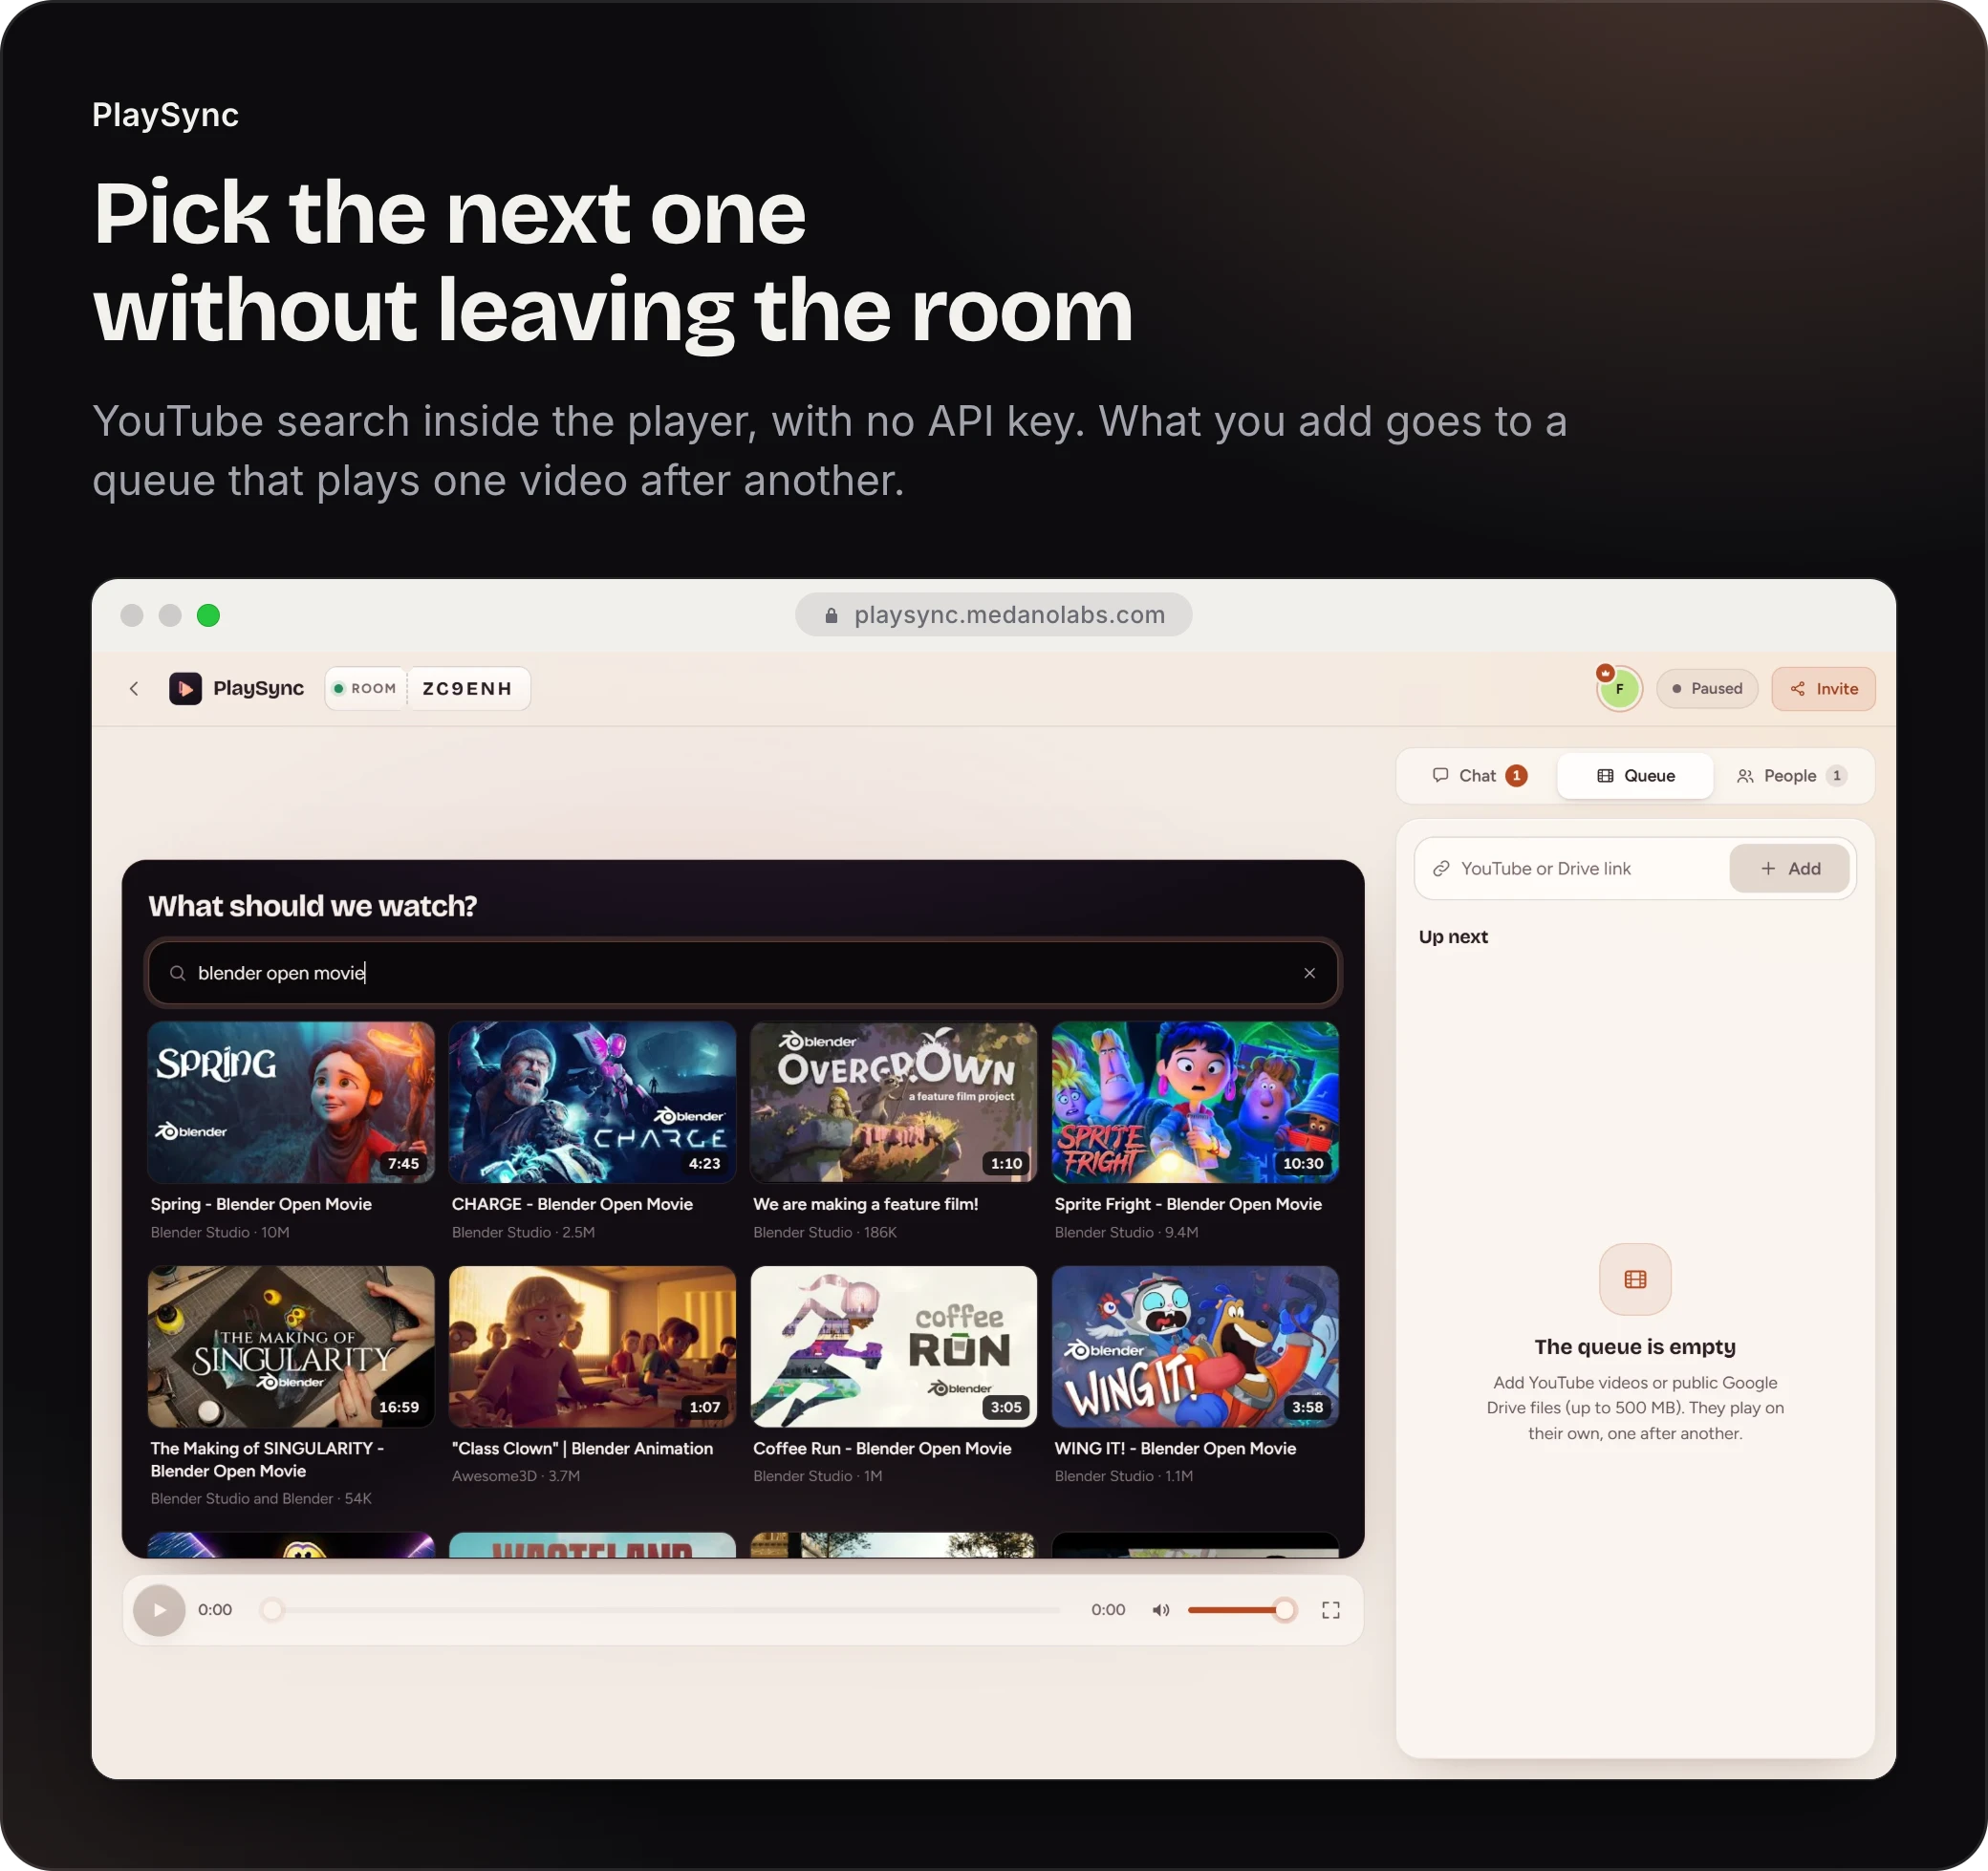 PlaySync
Pick the next one
without leaving the room
YouTube search inside the player, with no API key. What you add goes to a
queue that plays one video after another.
playsync.medanolabs.com
PlaySync
ROOM
ZC9ENH
F
Paused
Invite
Chat 1
Queue
People 1
What should we watch?
blender open movie
SPRING
blender
7:45
blender
CHARGE
4:23
blender
OVERGROWN
a feature film project
1:10
SPRITE
FRIGHT
10:30
Spring - Blender Open Movie
Blender Studio · 10M
CHARGE - Blender Open Movie
Blender Studio · 2.5M
We are making a feature film!
Blender Studio · 186K
Sprite Fright - Blender Open Movie
Blender Studio · 9.4M
THE MAKING OF
SINGULARITY
blender
16:59
1:07
coffee
RUN
blender
3:05
blender
WING IT!
3:58
The Making of SINGULARITY -
Blender Open Movie
Blender Studio and Blender · 54K
"Class Clown" | Blender Animation
Awesome3D · 3.7M
Coffee Run - Blender Open Movie
Blender Studio · 1M
WING IT! - Blender Open Movie
Blender Studio · 1.1M
WASTELAND
0:00
0:00
YouTube or Drive link
Add
Up next
The queue is empty
Add YouTube videos or public Google
Drive files (up to 500 MB). They play on
their own, one after another.